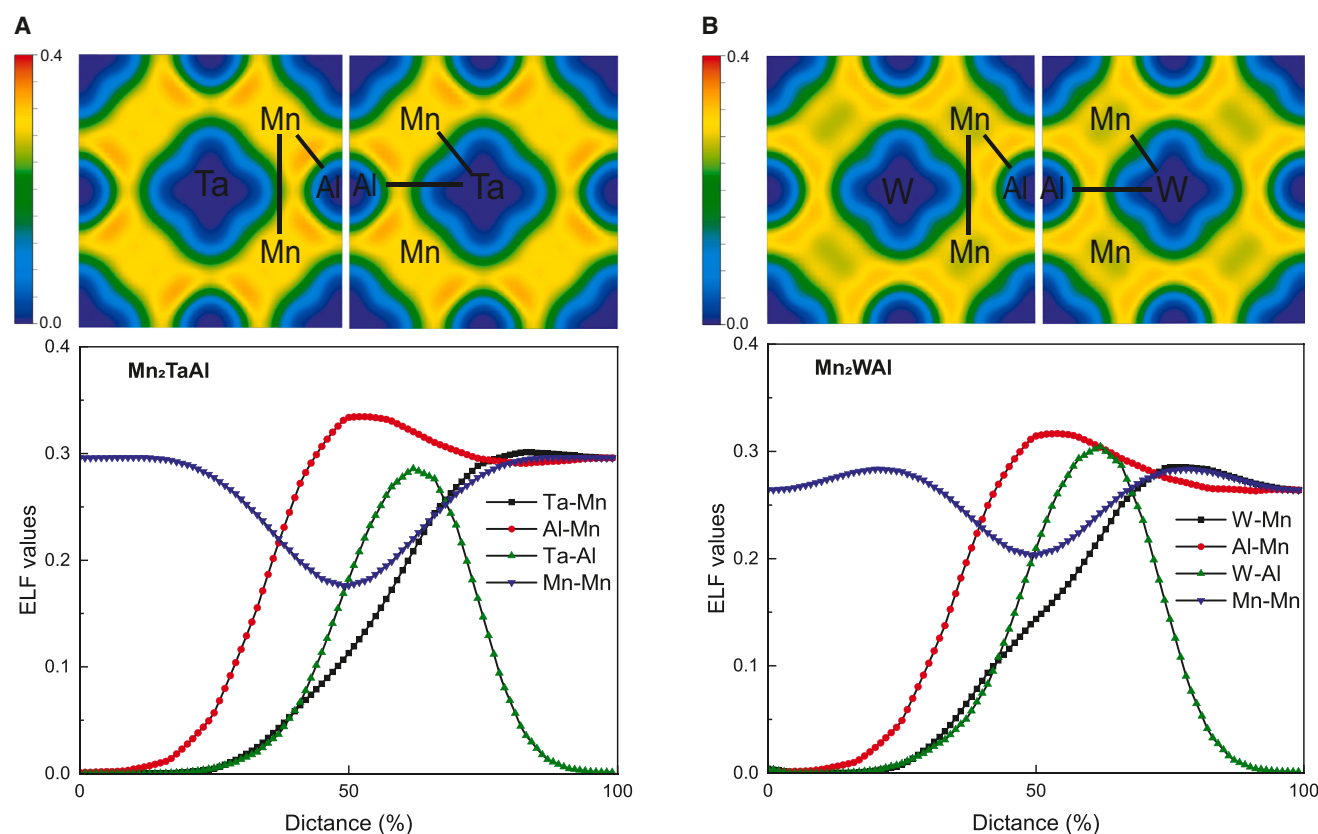 A
0.4
0.0
Mn
Mn
Ta
Al
Al
Ta
Mn
Mn
0.4
0.3
0.2
0.1
0.0
ELF values
Mn₂TaAl
Ta-Mn
Al-Mn
Ta-Al
Mn-Mn
0
50
100
Dictance (%)
B
0.4
0.0
Mn
Mn
W
Al
Al
W
Mn
Mn
0.4
0.3
0.2
0.1
0.0
ELF values
Mn₂WAl
W-Mn
Al-Mn
W-Al
Mn-Mn
0
50
100
Dictance (%)